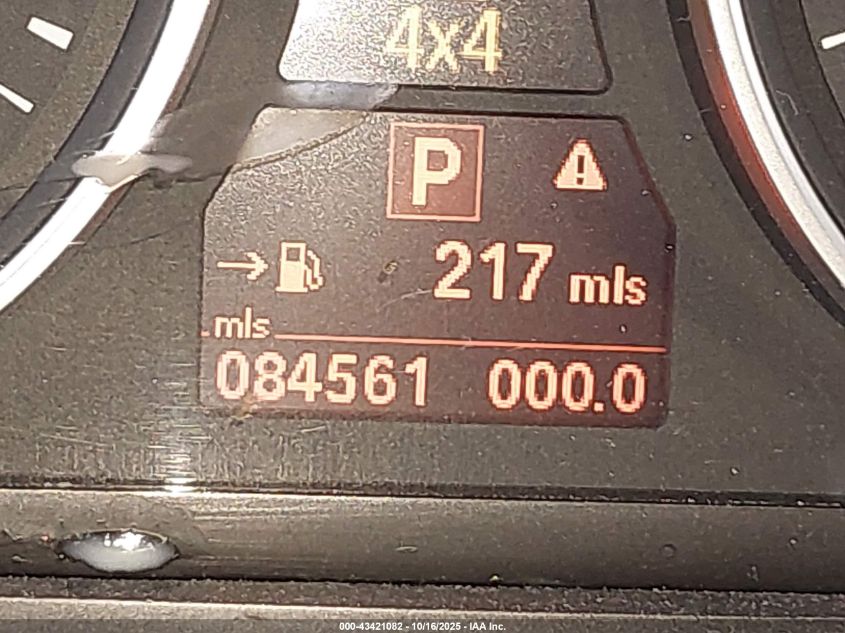 4x4
P
217 mls
mls
084561 000.0
000-43421082 - 10/16/2025 - IAA Inc.